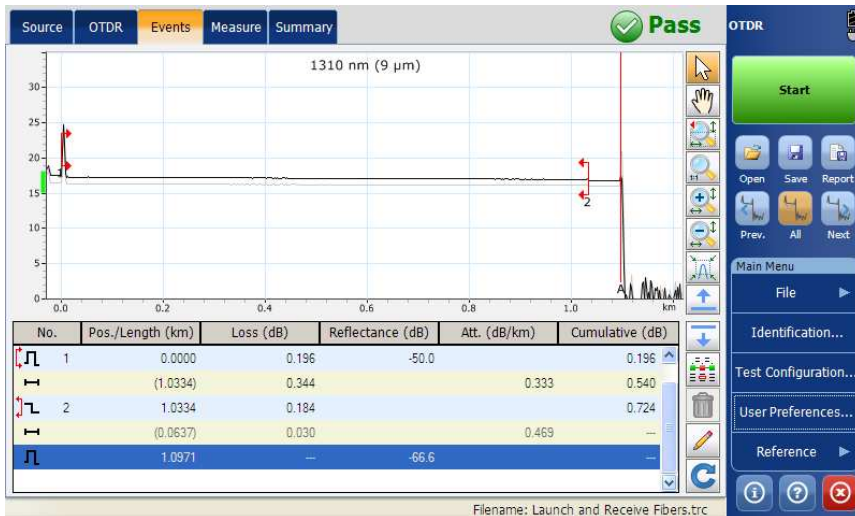 Source OTDR Events Measure Summary Pass OTDR
1310 nm (9 µm)
30
25
20
15
10
5
0
0.0 0.2 0.4 0.6 0.8 1.0 km
1
2
A
1:1
Start
Open Save Report
Prev. All Next
Main Menu
File
Identification...
Test Configuration...
User Preferences...
Reference
No. Pos./Length (km) Loss (dB) Reflectance (dB) Att. (dB/km) Cumulative (dB)
1 0.0000 0.196 -50.0 0.196
(1.0334) 0.344 0.333 0.540
2 1.0334 0.184 0.724
(0.0637) 0.030 0.469 ---
1.0971 --- -66.6 ---
Filename: Launch and Receive Fibers.trc